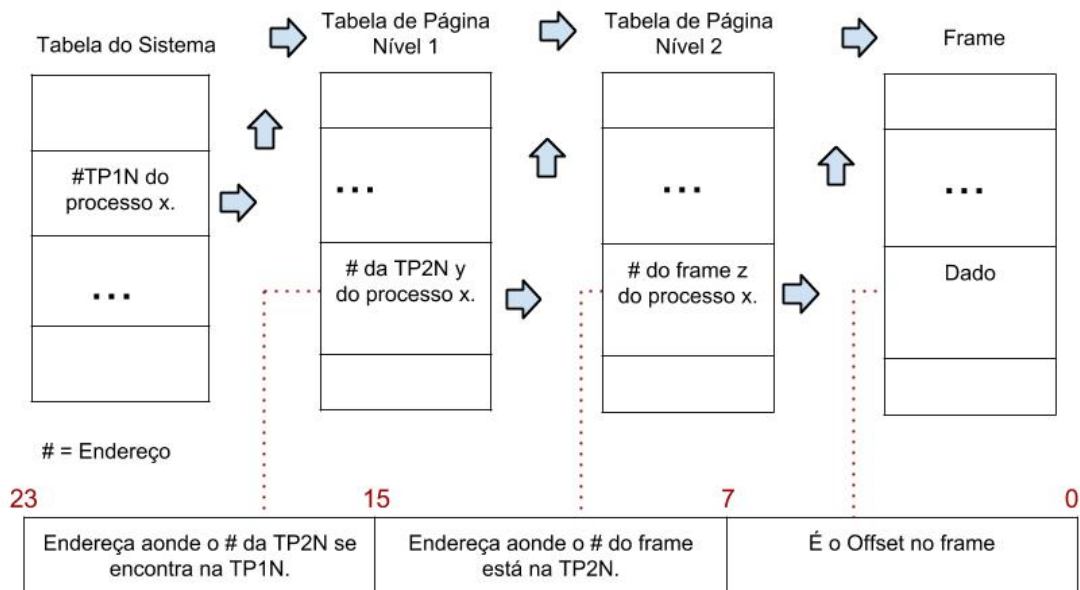 Tabela do Sistema
Tabela de Página
Nível 1
Tabela de Página
Nível 2
Frame
#TP1N do
processo x.
...
...
# da TP2N y
do processo x.
...
# do frame z
do processo x.
...
Dado
# = Endereço
23
15
7
0
Endereça aonde o # da TP2N se
encontra na TP1N.
Endereça aonde o # do frame
está na TP2N.
É o Offset no frame